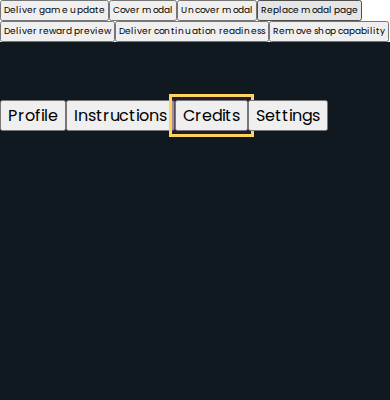 Deliver game update Cover modal Uncover modal Replace modal page
Deliver reward preview Deliver continuation readiness Remove shop capability
Profile Instructions Credits Settings